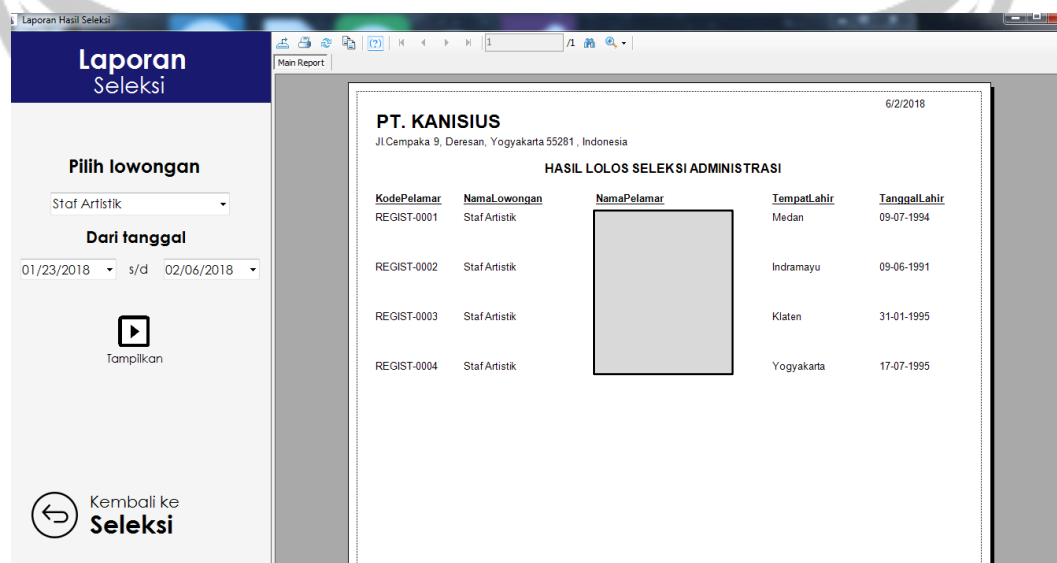 Laporan Hasil Seleksi
Laporan
Seleksi
Pilih lowongan
Staf Artistik
Dari tanggal
01/23/2018 s/d 02/06/2018
Tampilkan
Kembali ke
Seleksi
1 /1
Main Report
6/2/2018
PT. KANISIUS
Jl.Cempaka 9, Deresan, Yogyakarta 55281 , Indonesia
HASIL LOLOS SELEKSI ADMINISTRASI
KodePelamar NamaLowongan NamaPelamar TempatLahir TanggalLahir
REGIST-0001 Staf Artistik Medan 09-07-1994
REGIST-0002 Staf Artistik Indramayu 09-06-1991
REGIST-0003 Staf Artistik Klaten 31-01-1995
REGIST-0004 Staf Artistik Yogyakarta 17-07-1995